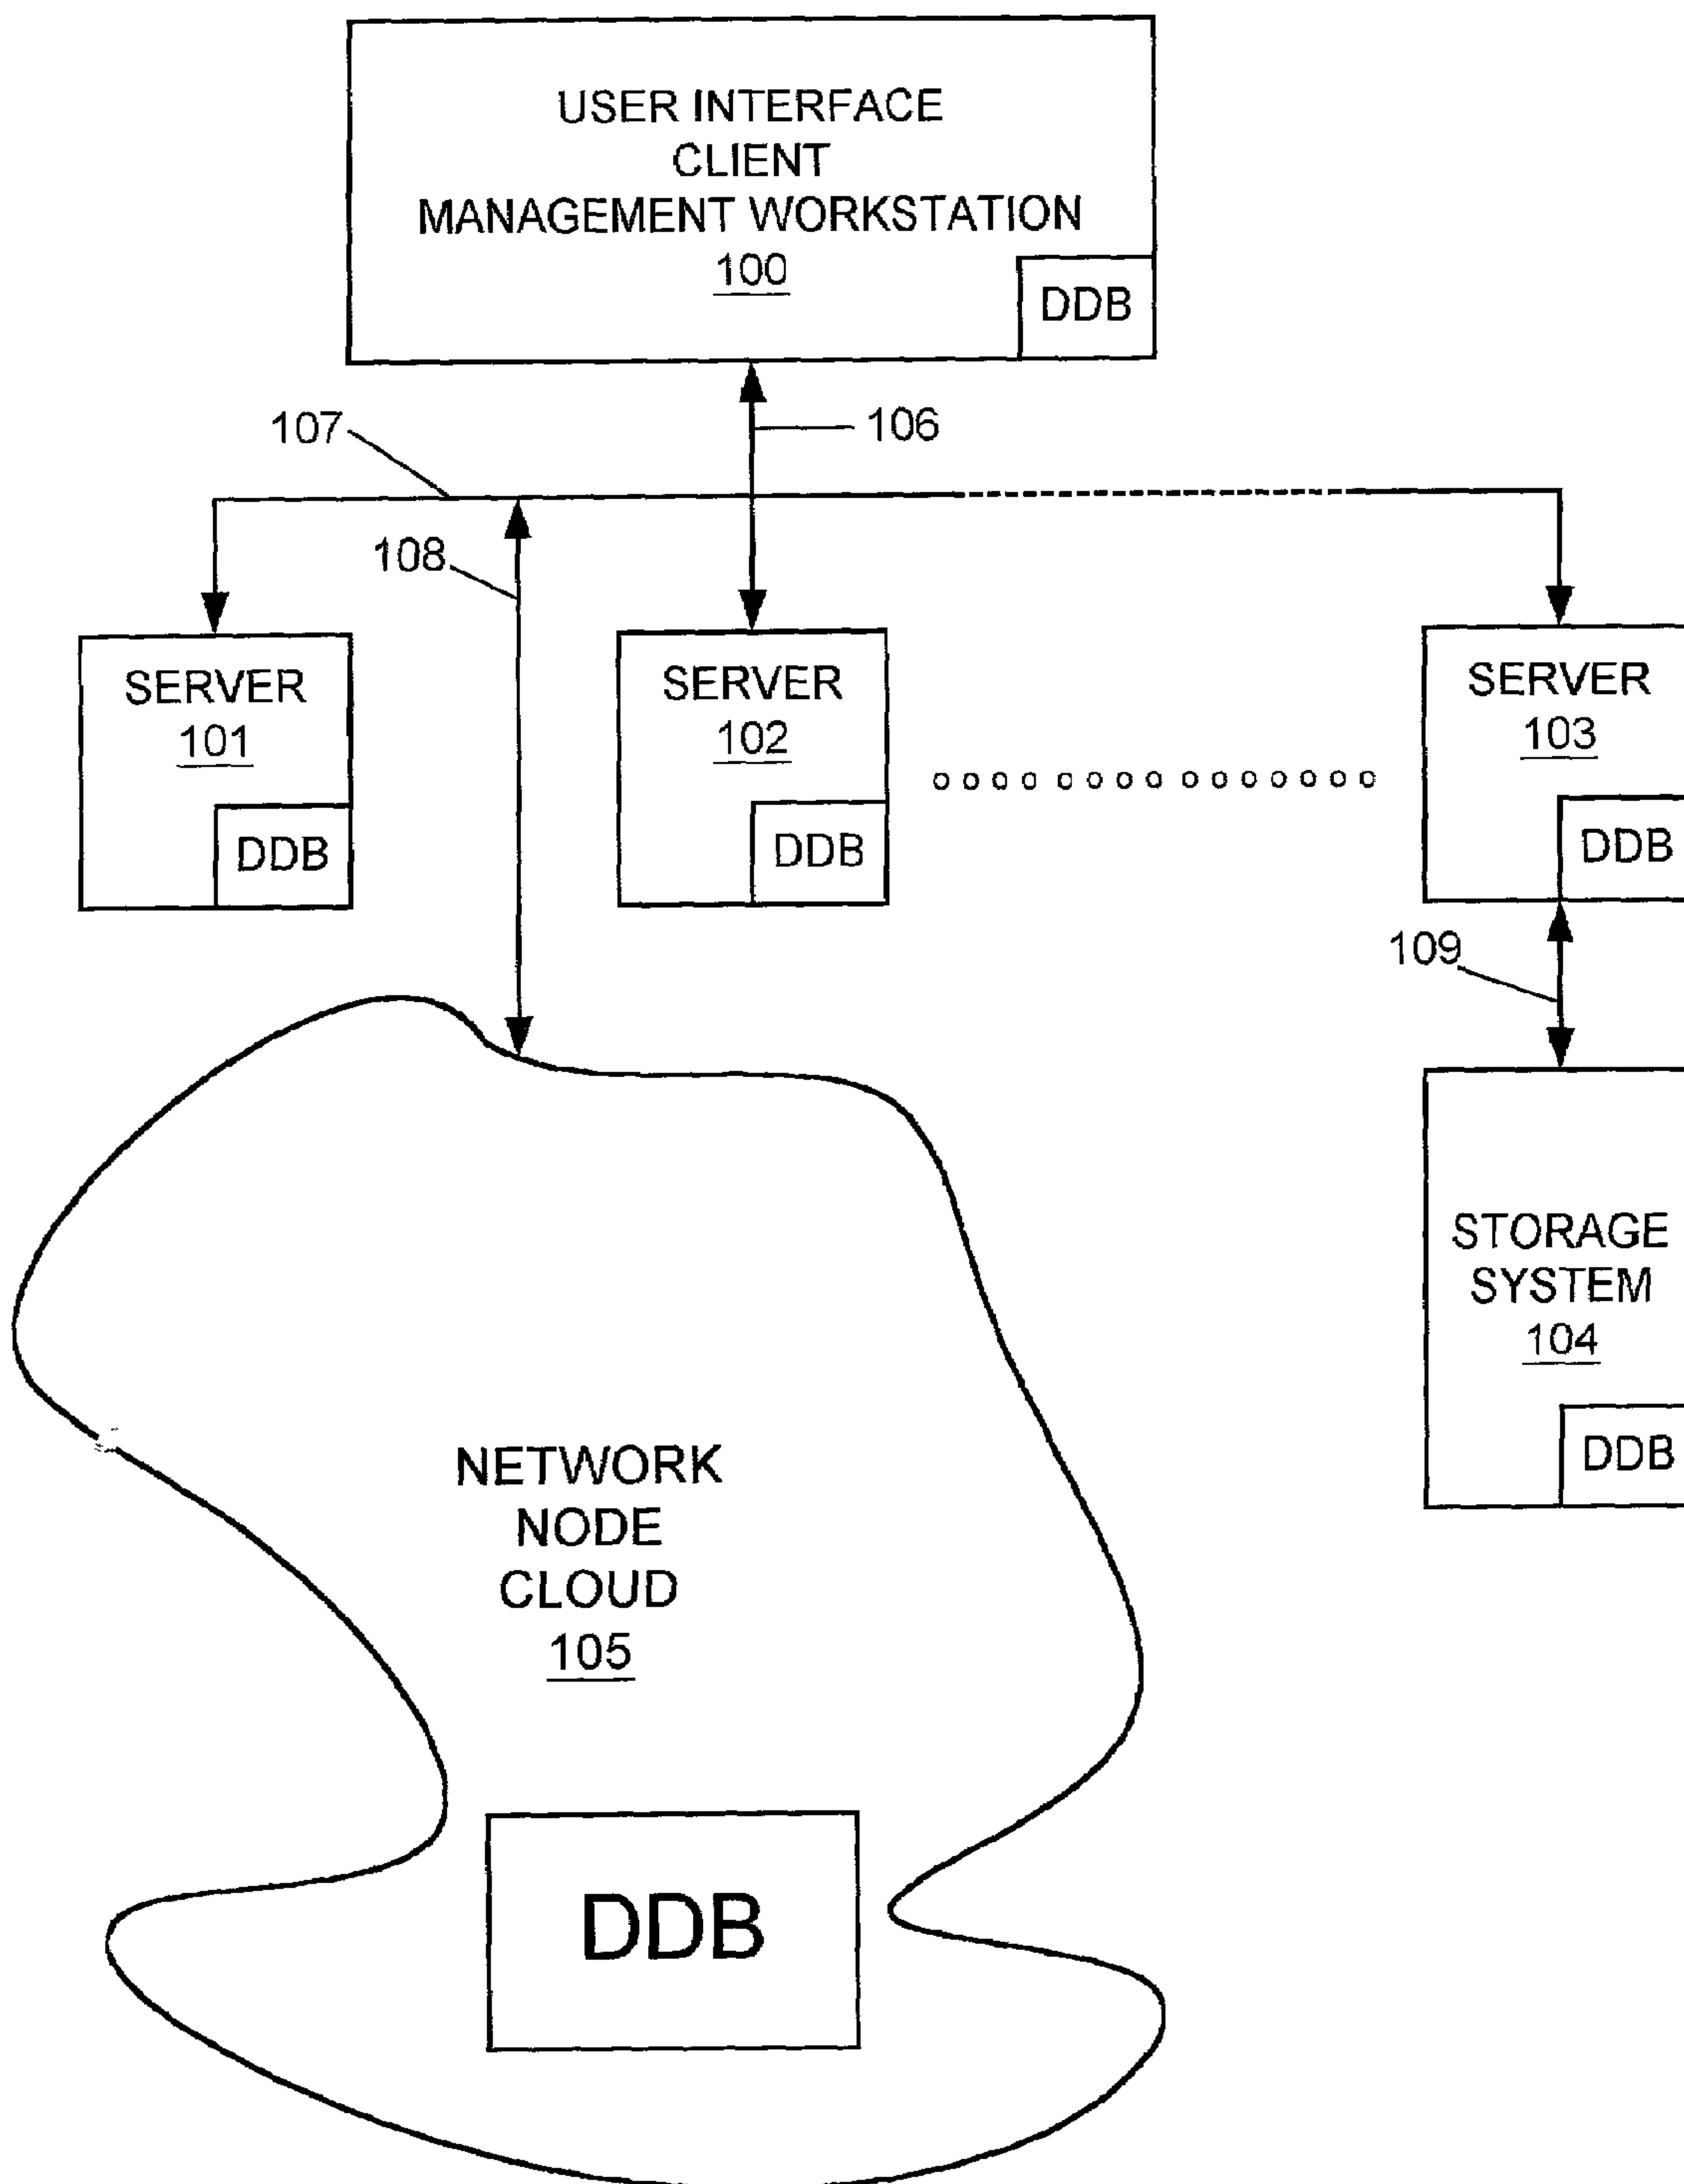 USER INTERFACE
CLIENT
MANAGEMENT WORKSTATION
100
DDB
107
106
108
SERVER
101
DDB
SERVER
102
DDB
SERVER
103
DDB
109
STORAGE
SYSTEM
104
DDB
NETWORK
NODE
CLOUD
105
DDB